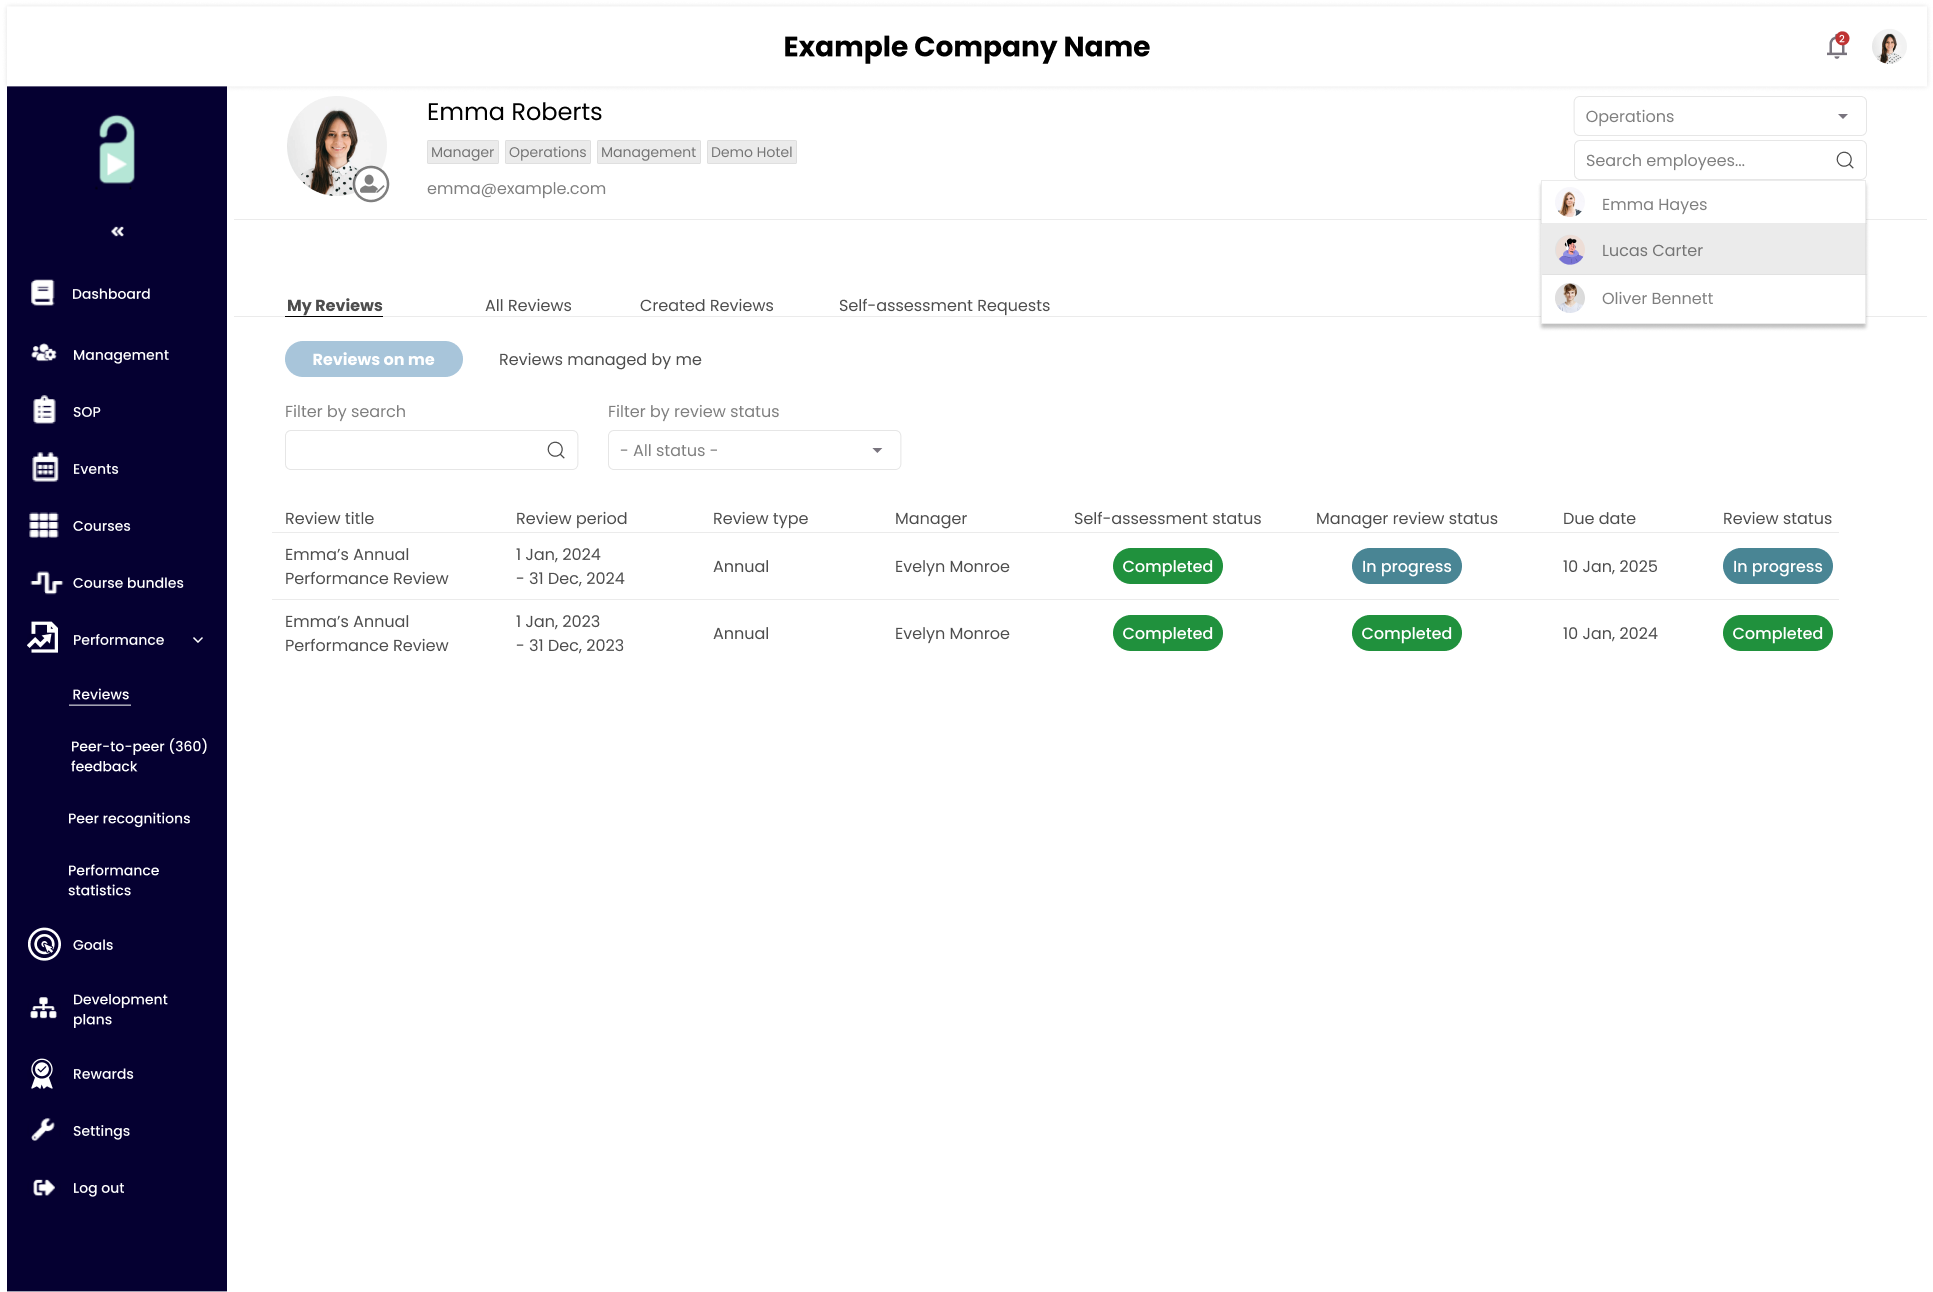 Example Company Name
2
Emma Roberts
Manager Operations Management Demo Hotel
emma@example.com
Operations
Search employees...
Emma Hayes
Lucas Carter
Oliver Bennett
«
Dashboard
Management
SOP
Events
Courses
Course bundles
Performance
Reviews
Peer-to-peer (360)
feedback
Peer recognitions
Performance
statistics
Goals
Development
plans
Rewards
Settings
Log out
My Reviews All Reviews Created Reviews Self-assessment Requests
Reviews on me Reviews managed by me
Filter by search Filter by review status
- All status -
Review title Review period Review type Manager Self-assessment status Manager review status Due date Review status
Emma’s Annual 1 Jan, 2024
Performance Review - 31 Dec, 2024 Annual Evelyn Monroe Completed In progress 10 Jan, 2025 In progress
Emma’s Annual 1 Jan, 2023
Performance Review - 31 Dec, 2023 Annual Evelyn Monroe Completed Completed 10 Jan, 2024 Completed